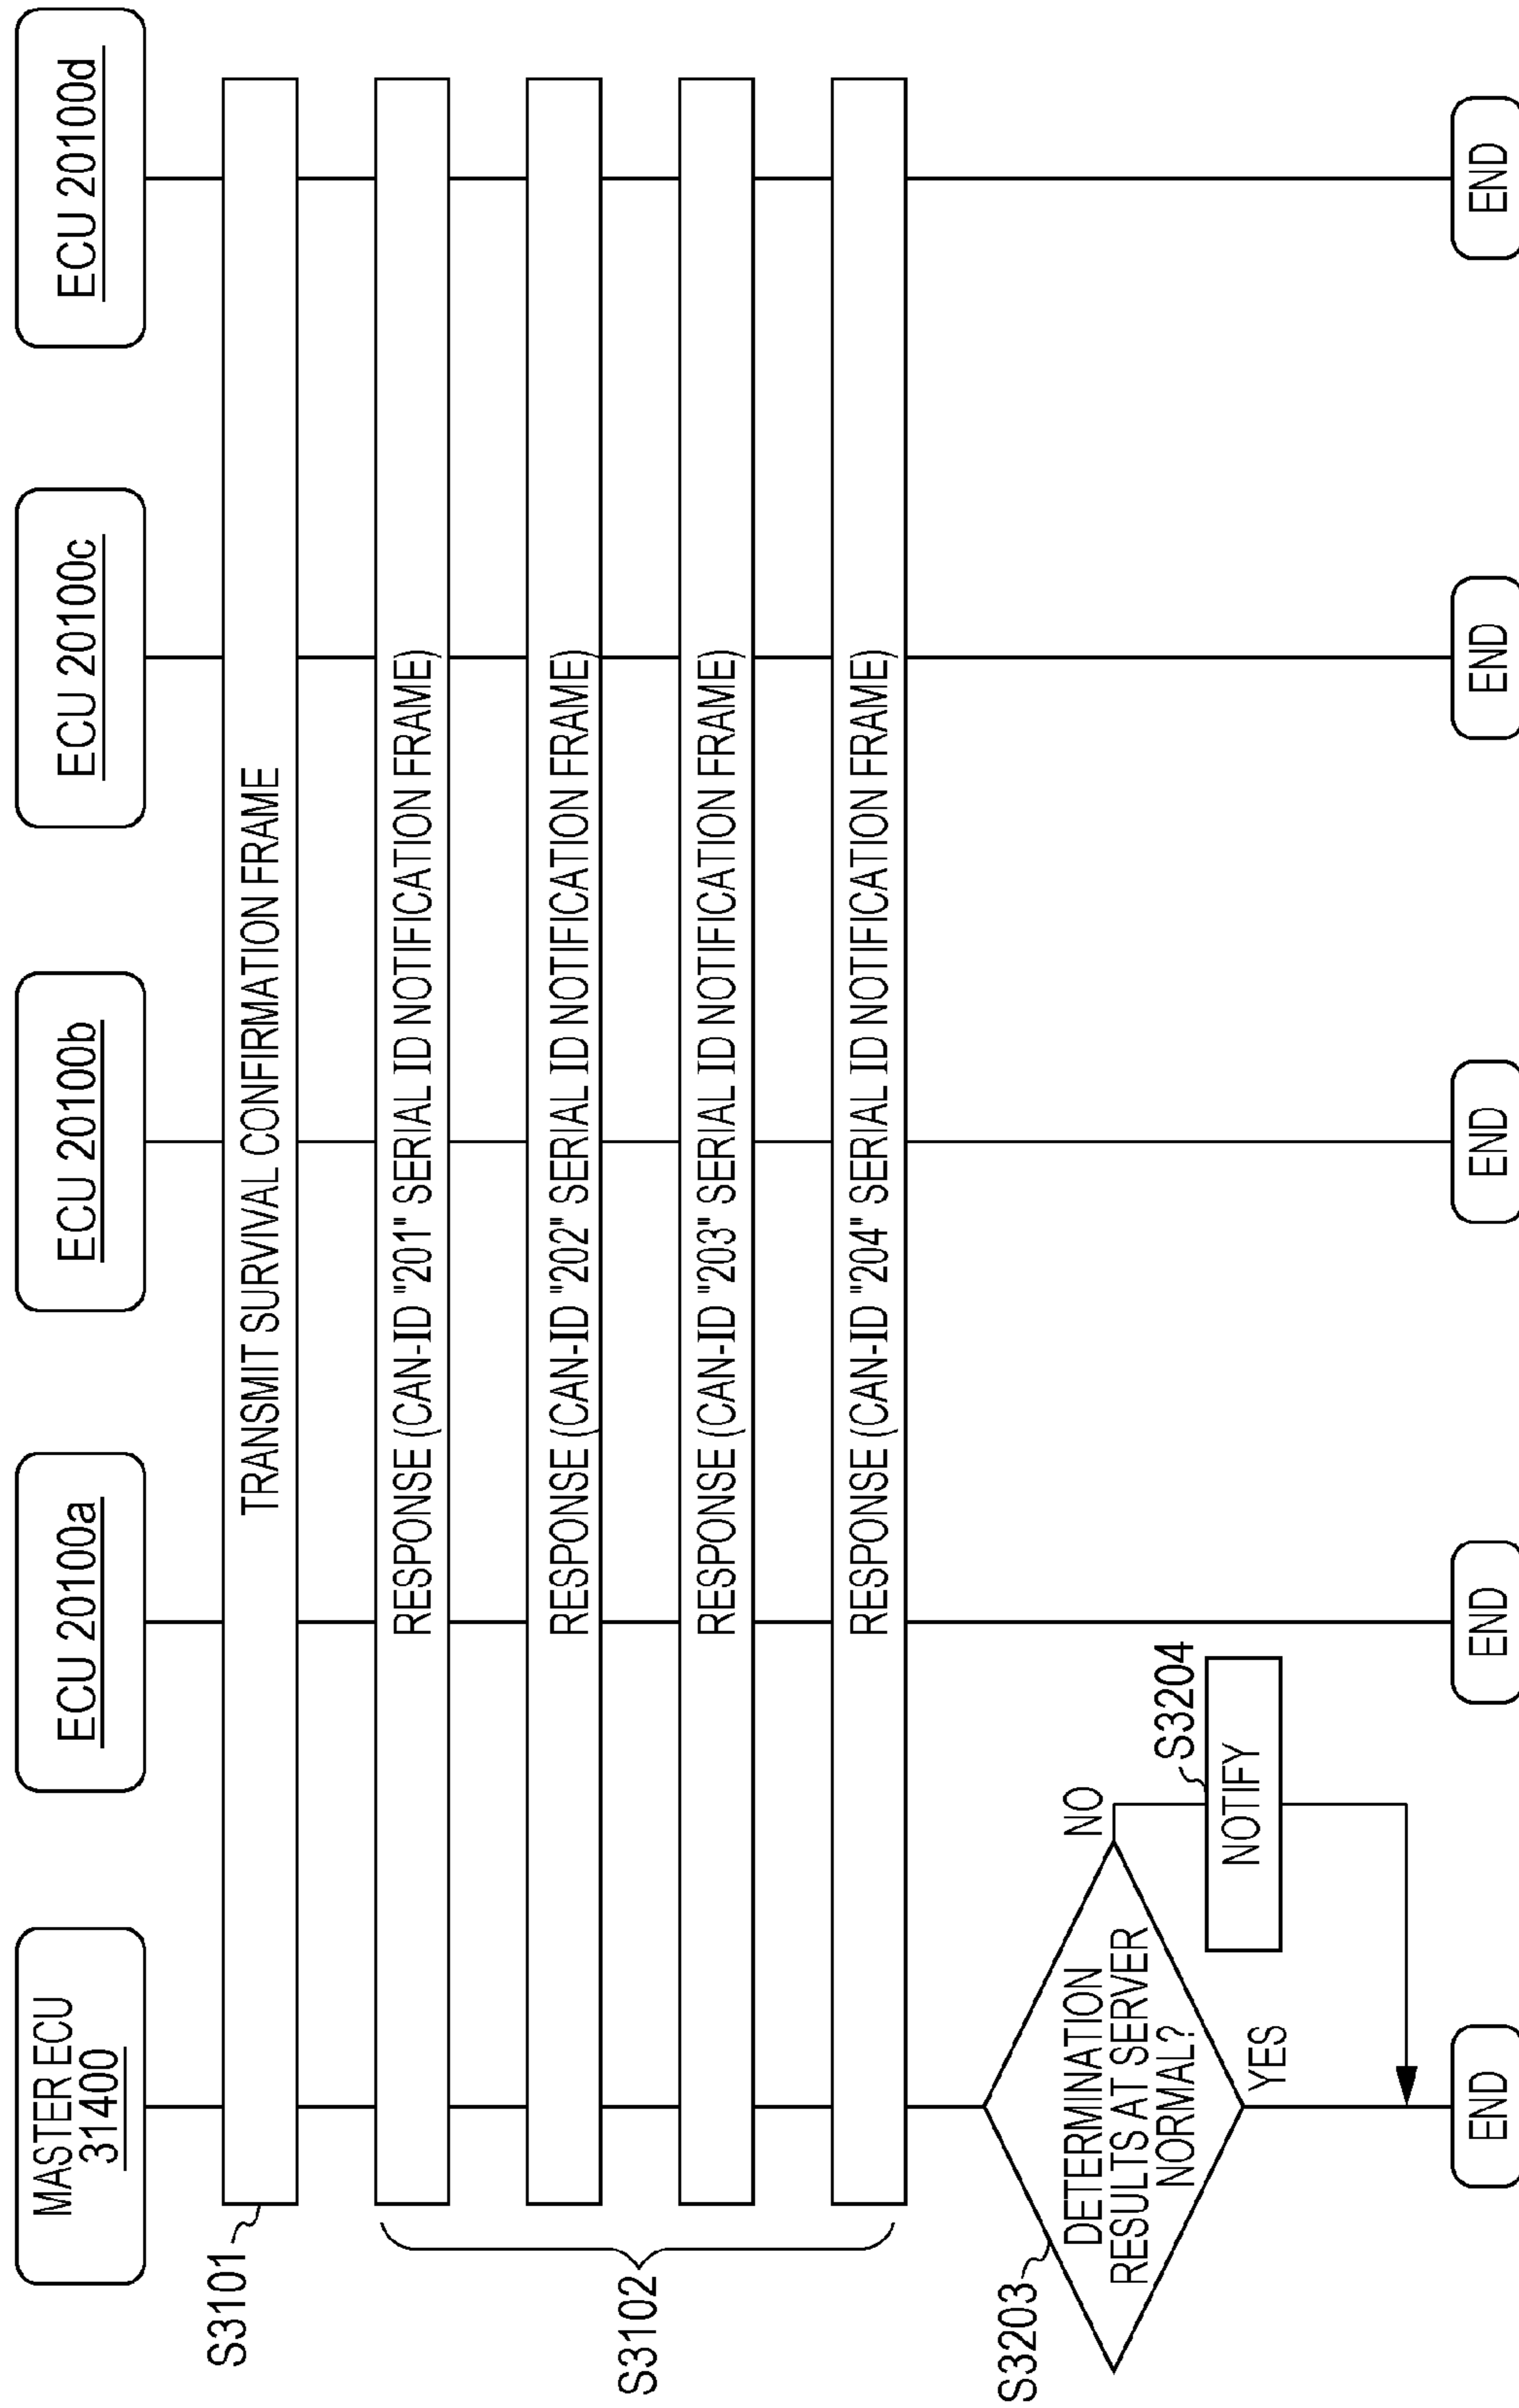 MASTER ECU
31400
ECU 20100a
ECU 20100b
ECU 20100c
ECU 20100d
S3101
TRANSMIT SURVIVAL CONFIRMATION FRAME
S3102
RESPONSE (CAN-ID "201" SERIAL ID NOTIFICATION FRAME)
RESPONSE (CAN-ID "202" SERIAL ID NOTIFICATION FRAME)
RESPONSE (CAN-ID "203" SERIAL ID NOTIFICATION FRAME)
RESPONSE (CAN-ID "204" SERIAL ID NOTIFICATION FRAME)
S3203
DETERMINATION
RESULTS AT SERVER
NORMAL?
NO
S3204
NOTIFY
YES
END
END
END
END
END